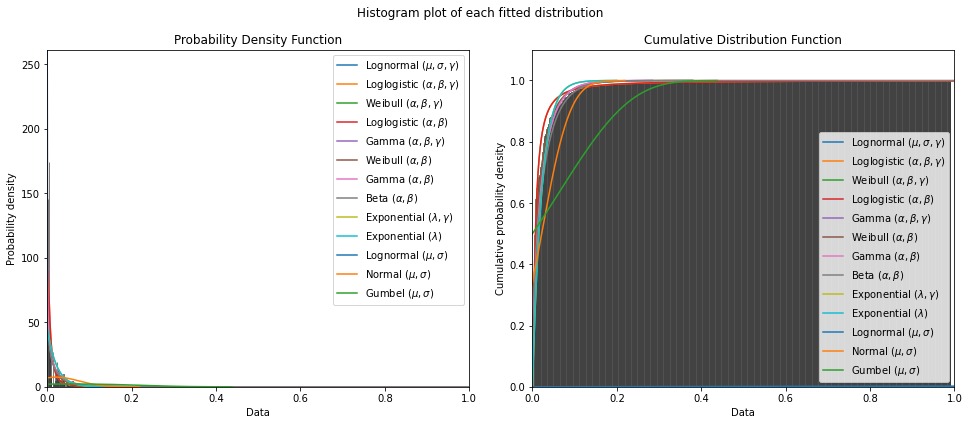 Histogram plot of each fitted distribution
Probability Density Function
250
200
150
100
50
0
Probability density
0.0 0.2 0.4 0.6 0.8 1.0
Data
Lognormal (μ, σ, γ)
Loglogistic (α, β, γ)
Weibull (α, β, γ)
Loglogistic (α, β)
Gamma (α, β, γ)
Weibull (α, β)
Gamma (α, β)
Beta (α, β)
Exponential (λ, γ)
Exponential (λ)
Lognormal (μ, σ)
Normal (μ, σ)
Gumbel (μ, σ)
Cumulative Distribution Function
1.0
0.8
0.6
0.4
0.2
0.0
Cumulative probability density
0.0 0.2 0.4 0.6 0.8 1.0
Data
Lognormal (μ, σ, γ)
Loglogistic (α, β, γ)
Weibull (α, β, γ)
Loglogistic (α, β)
Gamma (α, β, γ)
Weibull (α, β)
Gamma (α, β)
Beta (α, β)
Exponential (λ, γ)
Exponential (λ)
Lognormal (μ, σ)
Normal (μ, σ)
Gumbel (μ, σ)